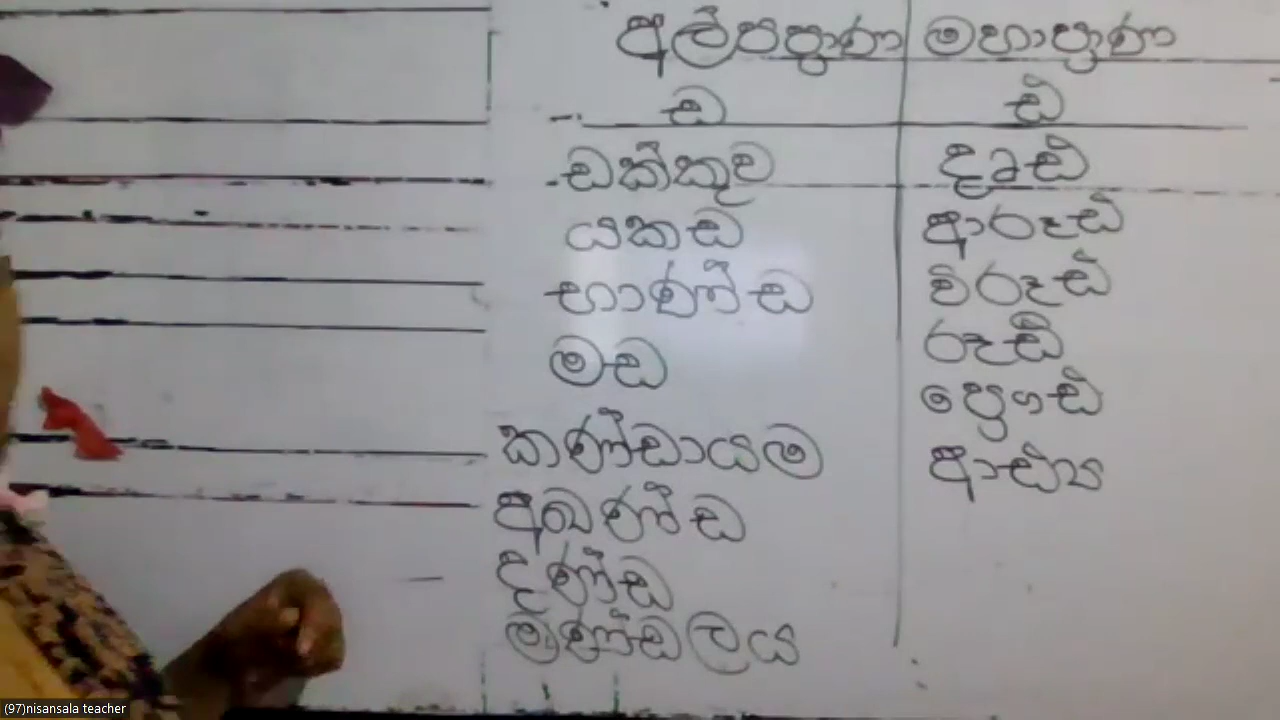 අල්පප්‍රාණ මහාප්‍රාණ
ඩ ඪ
ඩක්කුව දෘඪ
යකඩ ආරූඪ
භාණ්ඩ විරූඪ
මඩ රූඪි
කණ්ඩායම ප්‍රෞඪ
අඛණ්ඩ ආඪ්‍ය
දණ්ඩ
මණ්ඩලය
(97)nisansala teacher